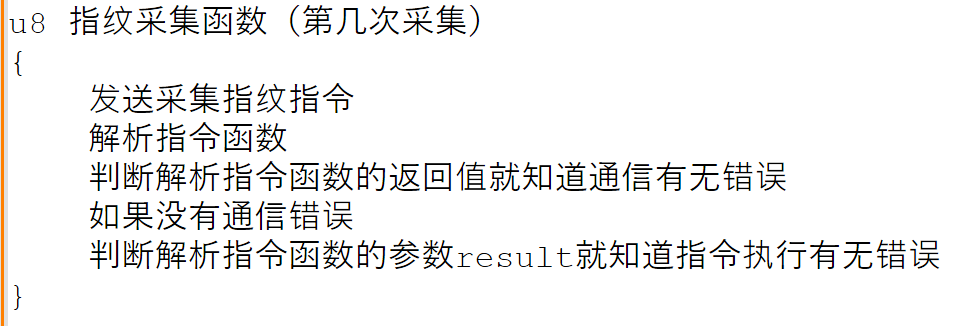 u8 指纹采集函数（第几次采集）
{
发送采集指纹指令
解析指令函数
判断解析指令函数的返回值就知道通信有无错误
如果没有通信错误
判断解析指令函数的参数result就知道指令执行有无错误
}